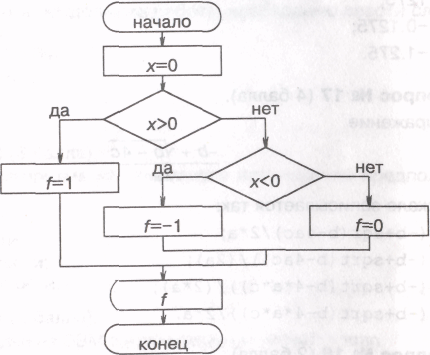 начало
x=0
x>0
да
нет
x<0
f=1
да
нет
f=−1
f=0
f
конец